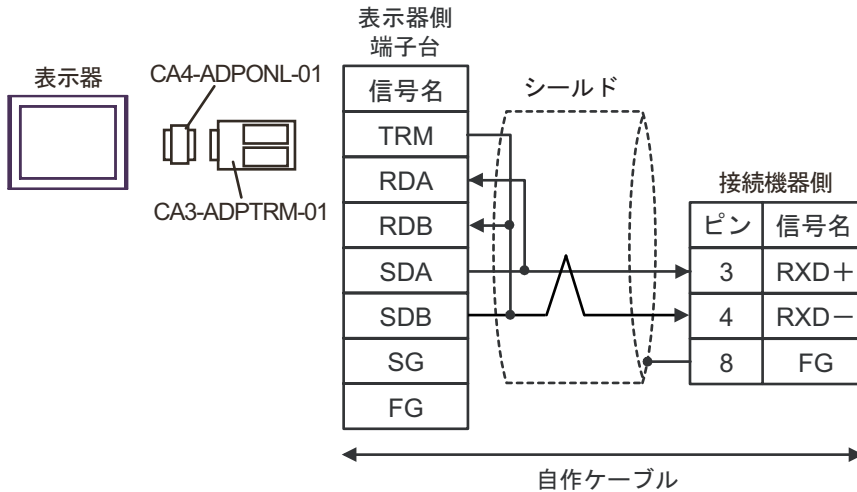 表示器側
端子台
表示器
CA4-ADPONL-01
CA3-ADPTRM-01
信号名
TRM
RDA
RDB
SDA
SDB
SG
FG
シールド
接続機器側
ピン 信号名
3 RXD＋
4 RXD－
8 FG
自作ケーブル